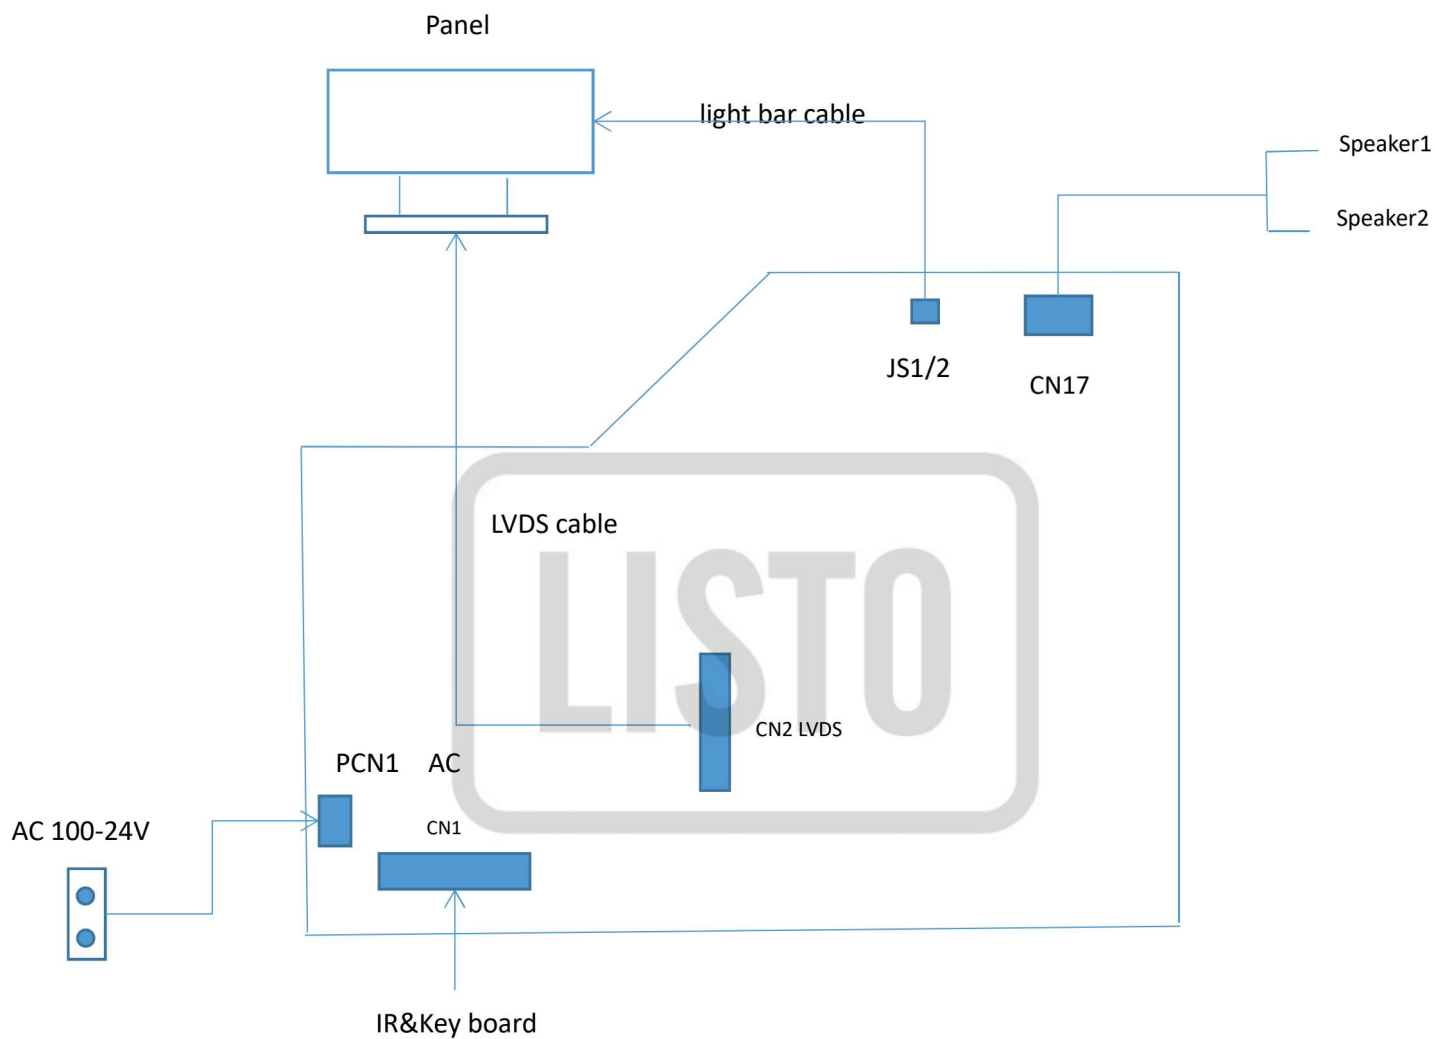 Panel
light bar cable
Speaker1
Speaker2
JS1/2
CN17
LVDS cable
LISTO
CN2 LVDS
PCN1 AC
AC 100-24V
CN1
IR&Key board